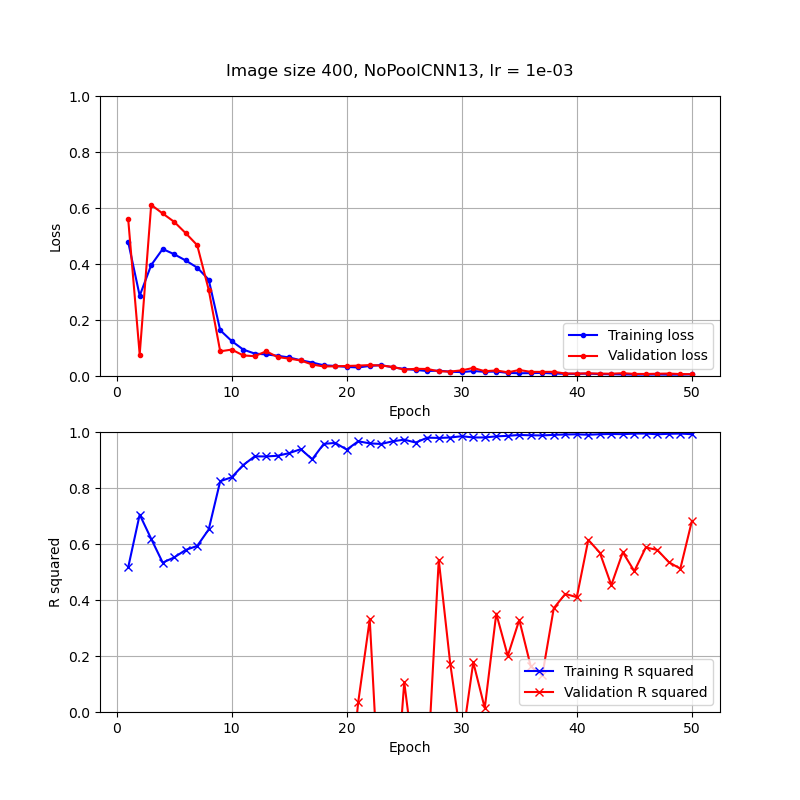 Image size 400, NoPoolCNN13, lr = 1e-03
1.0
0.8
0.6
0.4
0.2
0.0
Loss
0 10 20 30 40 50
Epoch
Training loss
Validation loss
1.0
0.8
0.6
0.4
0.2
0.0
R squared
0 10 20 30 40 50
Epoch
Training R squared
Validation R squared